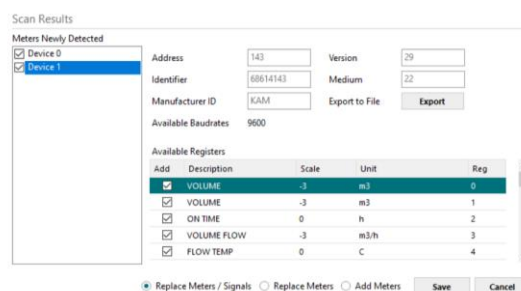 Scan Results
Meters Newly Detected
Device 0
Device 1
Address 143 Version 29
Identifier 68614143 Medium 22
Manufacturer ID KAM Export to File Export
Available Baudrates 9600
Available Registers
Add Description Scale Unit Reg
VOLUME -3 m3 0
VOLUME -3 m3 1
ON TIME 0 h 2
VOLUME FLOW -3 m3/h 3
FLOW TEMP 0 C 4
Replace Meters / Signals Replace Meters Add Meters Save Cancel